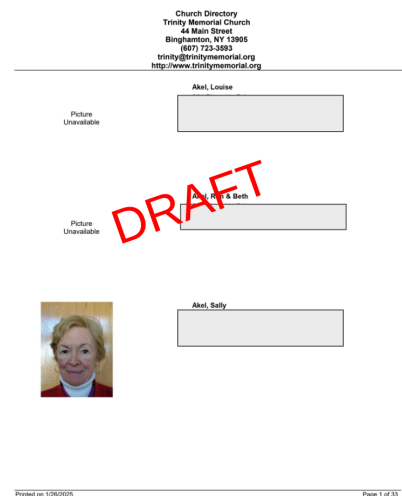 Church Directory
Trinity Memorial Church
44 Main Street
Binghamton, NY 13905
(607) 723-3593
trinity@trinitymemorial.org
http://www.trinitymemorial.org
Akel, Louise
Picture
Unavailable
DRAFT
Akel, Ron & Beth
Picture
Unavailable
Akel, Sally
Printed on 1/26/2025
Page 1 of 33